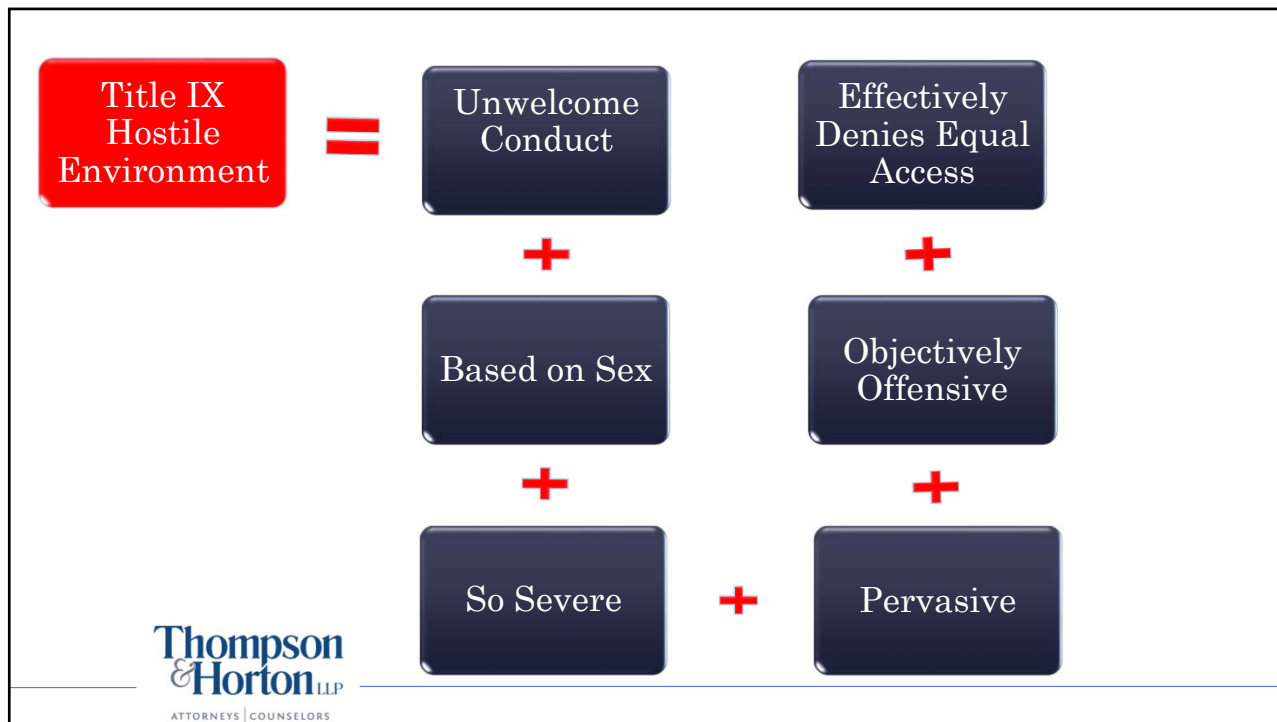 Title IX
Hostile
Environment
=
Unwelcome
Conduct
+
Based on Sex
+
So Severe
+
Pervasive
+
Objectively
Offensive
+
Effectively
Denies Equal
Access
Thompson
&Horton LLP
ATTORNEYS | COUNSELORS